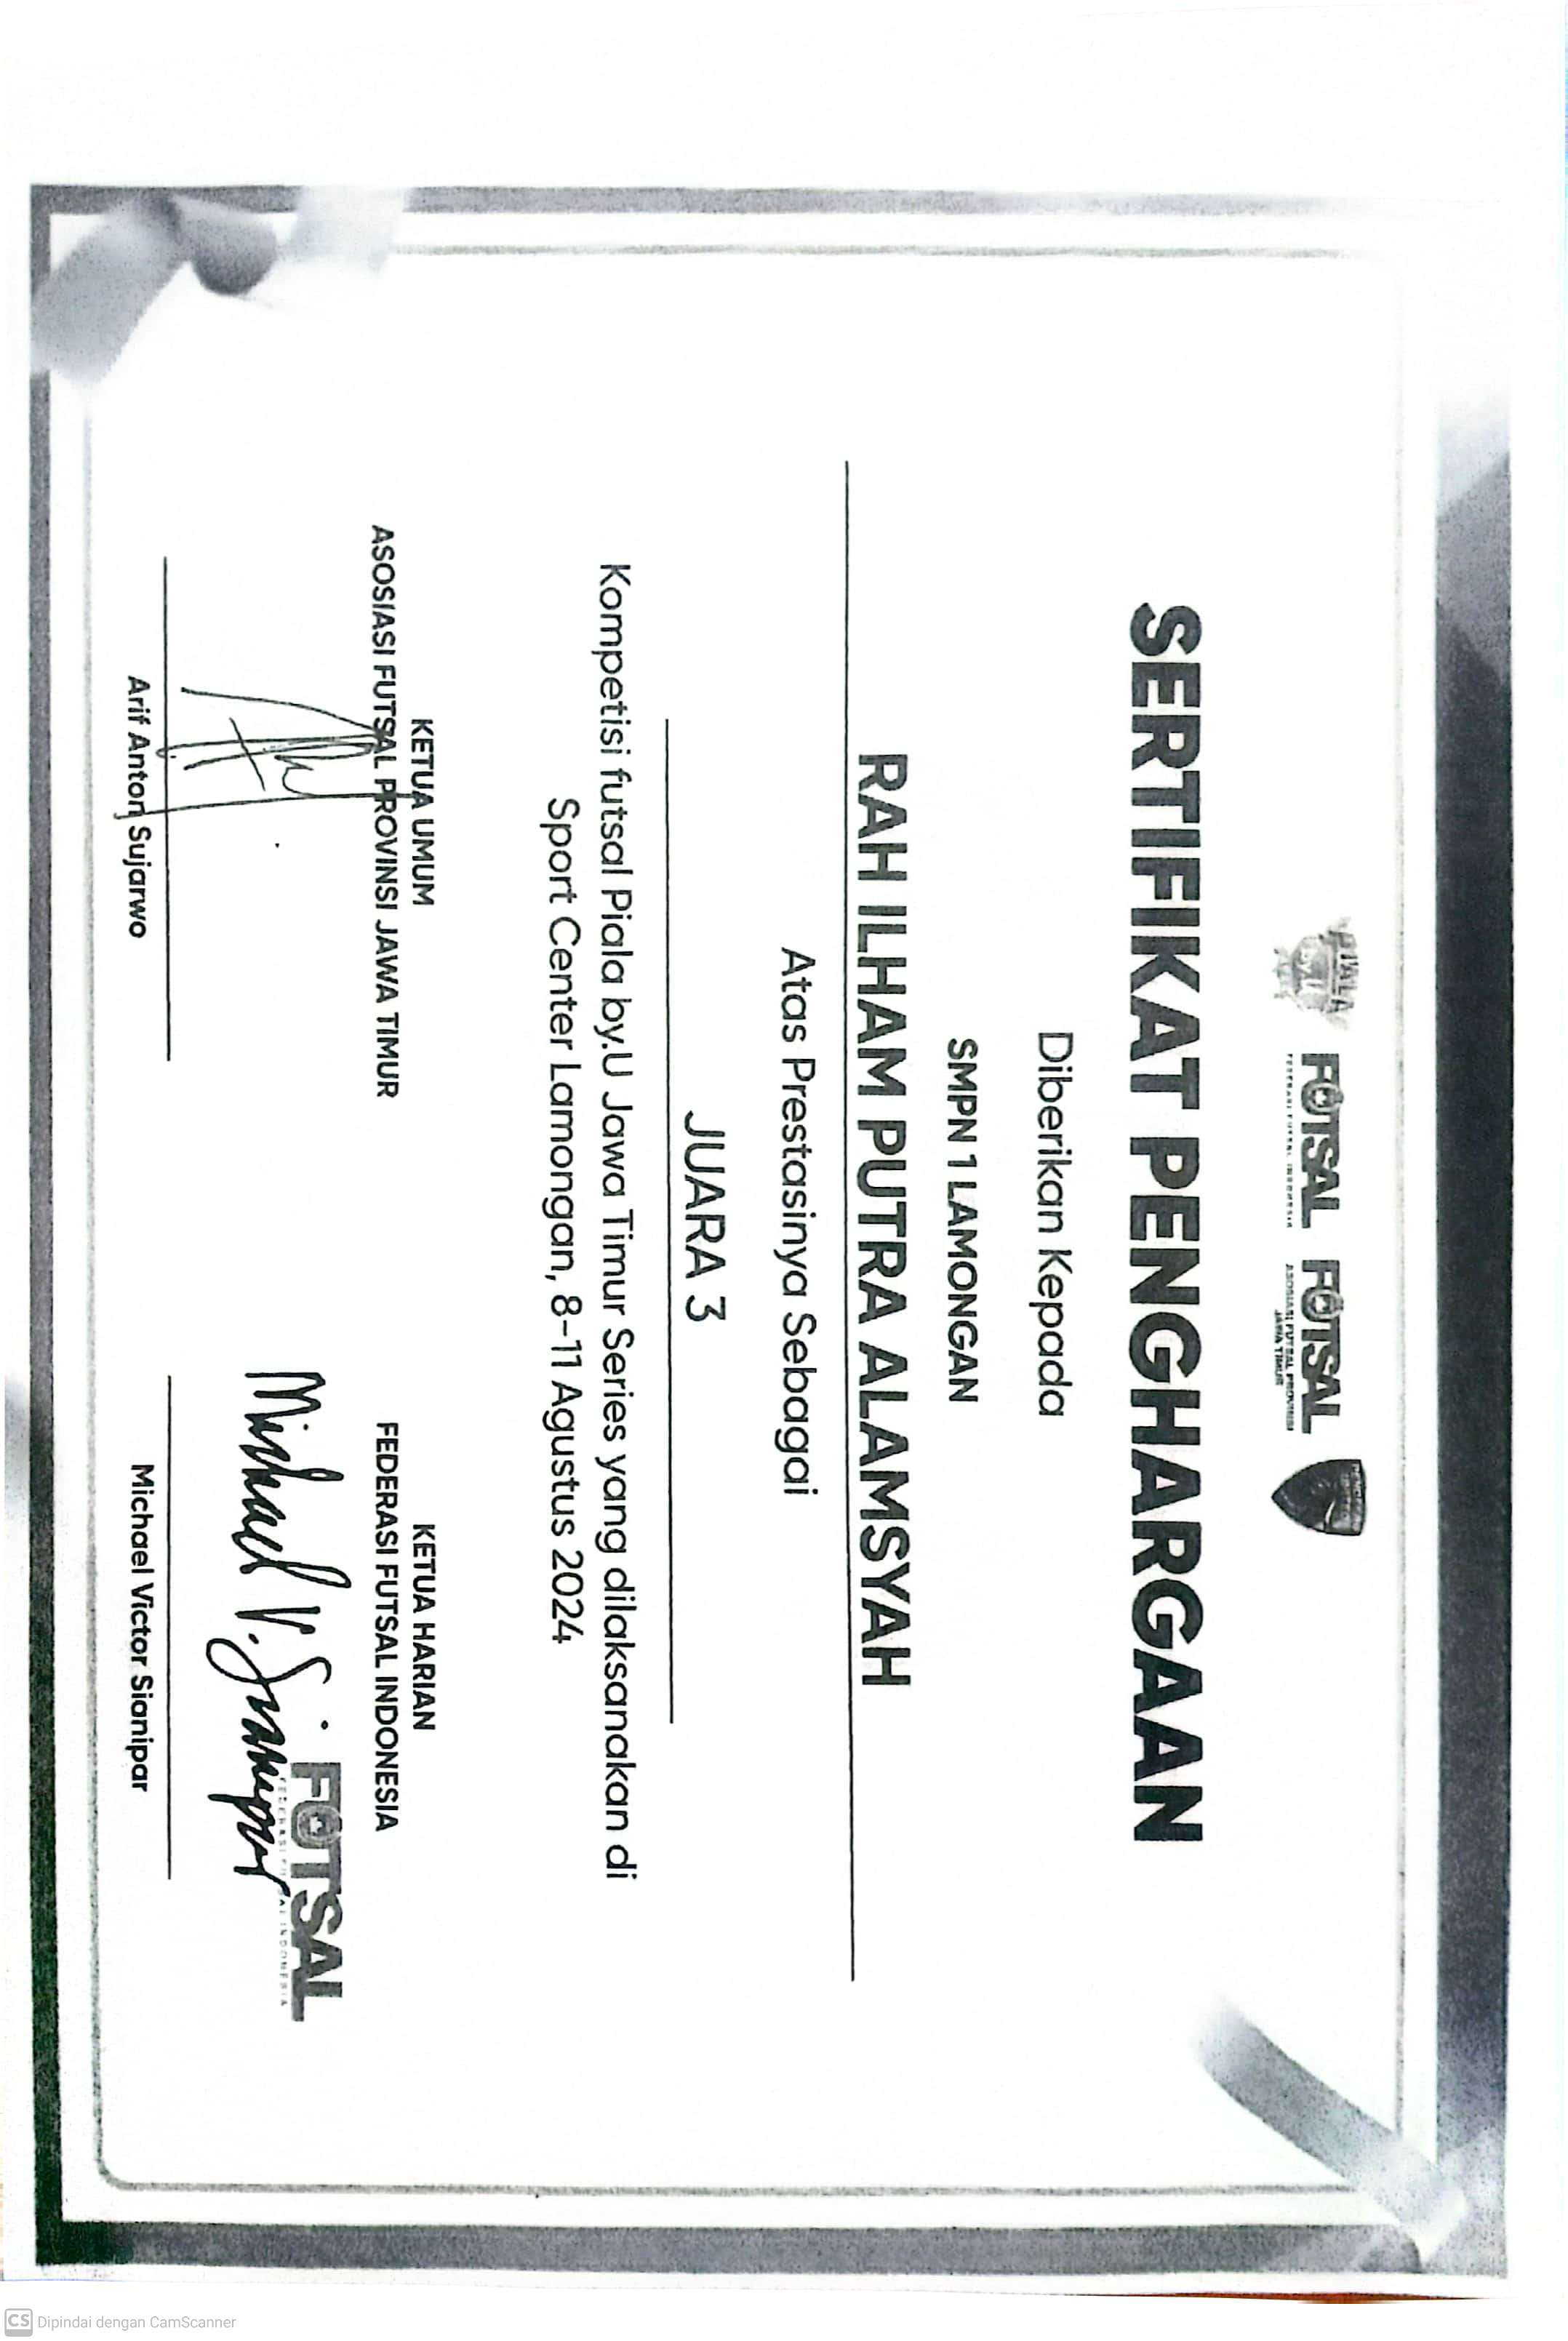 PIALA
FUTSAL
FEDERASI FUTSAL INDONESIA
FUTSAL
ASOSIASI FUTSAL PROVINSI
JAWA TIMUR
SERTIFIKAT PENGHARGAAN
Diberikan Kepada
SMPN 1 LAMONGAN
RAH ILHAM PUTRA ALAMSYAH
Atas Prestasinya Sebagai
JUARA 3
Kompetisi futsal Piala by.U Jawa Timur Series yang dilaksanakan di
Sport Center Lamongan, 8-11 Agustus 2024
KETUA UMUM
ASOSIASI FUTSAL PROVINSI JAWA TIMUR
Arif Anton Sujarwo
KETUA HARIAN
FEDERASI FUTSAL INDONESIA
Michael V. Sianipar
FUTSAL
FEDERASI FUTSAL INDONESIA
Michael Victor Sianipar
CS Dipindai dengan CamScanner